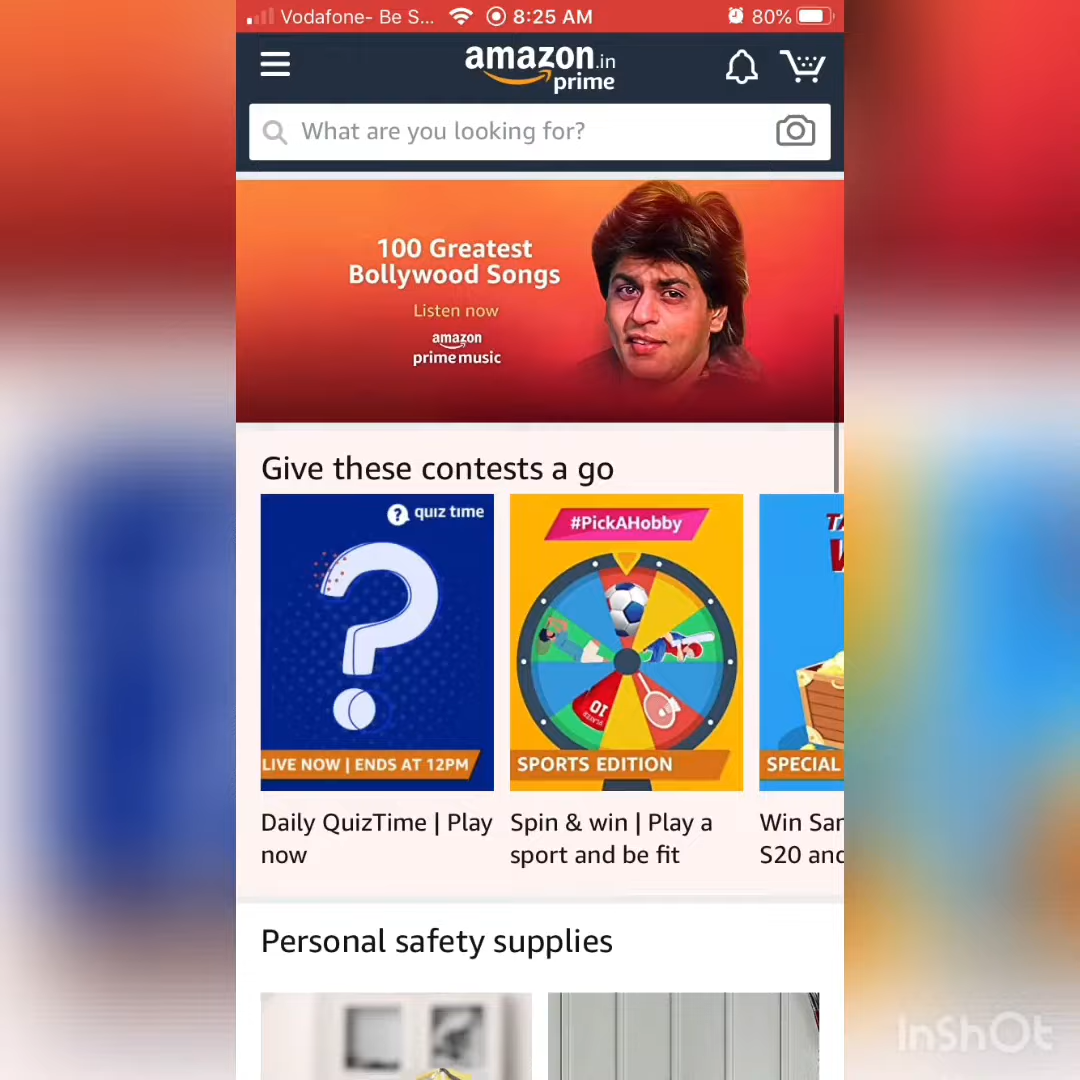 Vodafone- Be S... 8:25 AM 80%
amazon.in
prime
What are you looking for?
100 Greatest
Bollywood Songs
Listen now
amazon
prime music
Give these contests a go
? quiz time
?
LIVE NOW | ENDS AT 12PM
#PickAHobby
10
SPORTS EDITION
SPECIAL
Daily QuizTime | Play
now
Spin & win | Play a
sport and be fit
Win Sar
S20 and
Personal safety supplies
InShOt